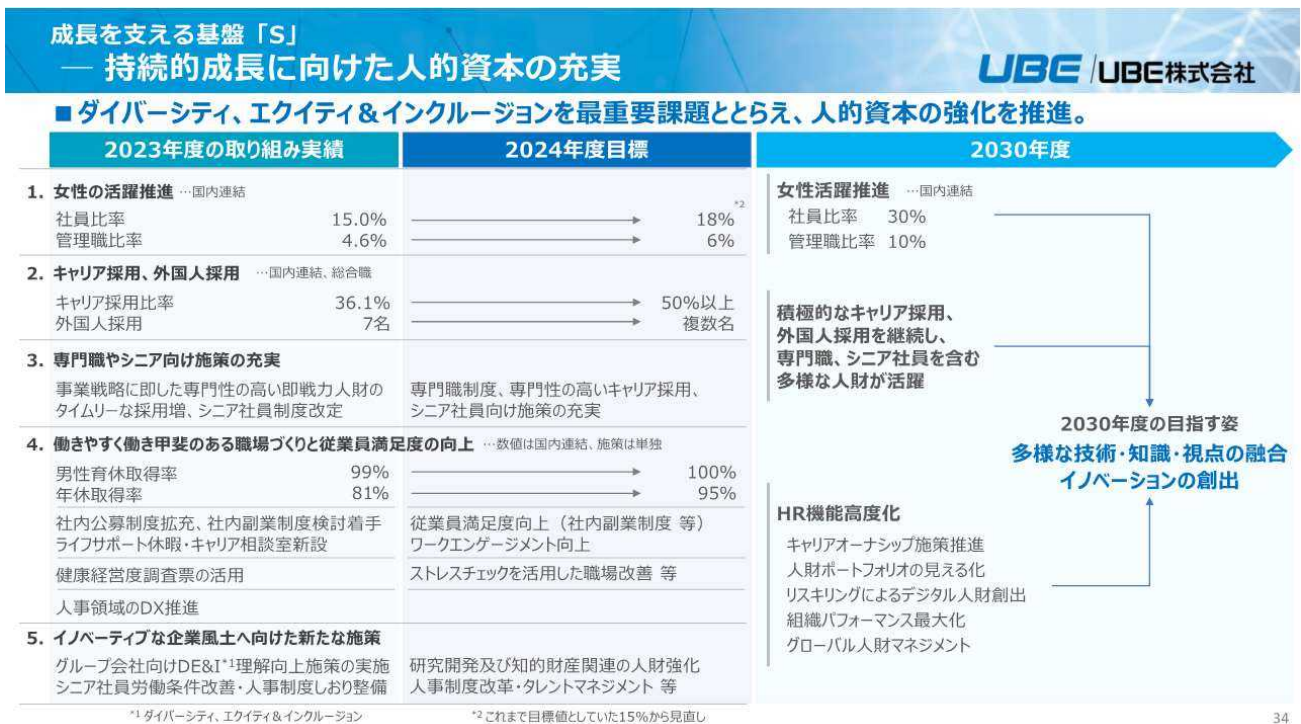 成長を支える基盤「S」
― 持続的成長に向けた人的資本の充実
UBE /UBE株式会社
■ダイバーシティ、エクイティ&インクルージョンを最重要課題ととらえ、人的資本の強化を推進。
2023年度の取り組み実績
2024年度目標
2030年度
1. 女性の活躍推進 …国内連結
社員比率 15.0% 18% *2
管理職比率 4.6% 6%
2. キャリア採用、外国人採用 …国内連結、総合職
キャリア採用比率 36.1% 50%以上
外国人採用 7名 複数名
3. 専門職やシニア向け施策の充実
事業戦略に即した専門性の高い即戦力人財の
タイムリーな採用増、シニア社員制度改定
専門職制度、専門性の高いキャリア採用、
シニア社員向け施策の充実
4. 働きやすく働き甲斐のある職場づくりと従業員満足度の向上 …数値は国内連結、施策は単独
男性育休取得率 99% 100%
年休取得率 81% 95%
社内公募制度拡充、社内副業制度検討着手
ライフサポート休暇・キャリア相談室新設
従業員満足度向上(社内副業制度 等)
ワークエンゲージメント向上
健康経営度調査票の活用
ストレスチェックを活用した職場改善 等
人事領域のDX推進
5. イノベーティブな企業風土へ向けた新たな施策
グループ会社向けDE&I*1理解向上施策の実施
シニア社員労働条件改善・人事制度しおり整備
研究開発及び知的財産関連の人財強化
人事制度改革・タレントマネジメント 等
女性活躍推進 …国内連結
社員比率 30%
管理職比率 10%
積極的なキャリア採用、
外国人採用を継続し、
専門職、シニア社員を含む
多様な人財が活躍
HR機能高度化
キャリアオーナシップ施策推進
人財ポートフォリオの見える化
リスキリングによるデジタル人財創出
組織パフォーマンス最大化
グローバル人財マネジメント
2030年度の目指す姿
多様な技術・知識・視点の融合
イノベーションの創出
*1 ダイバーシティ、エクイティ&インクルージョン
*2 これまで目標値としていた15%から見直し
34